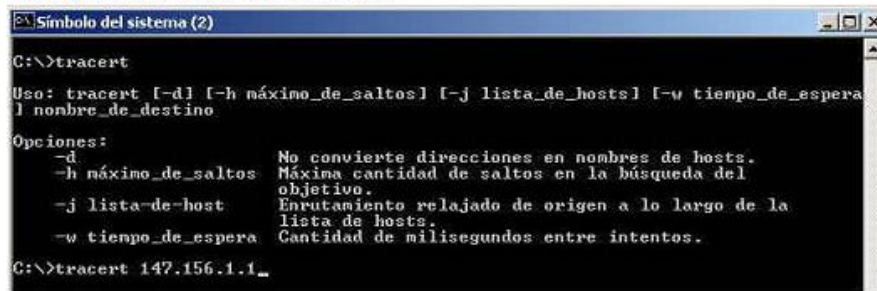 Símbolo del sistema (2)
C:\>tracert
Uso: tracert [-d] [-h máximo_de_saltos] [-j lista_de_hosts] [-w tiempo_de_espera
] nombre_de_destino
Opciones:
-d No convierte direcciones en nombres de hosts.
-h máximo_de_saltos Máxima cantidad de saltos en la búsqueda del
objetivo.
-j lista-de-host Enrutamiento relajado de origen a lo largo de la
lista de hosts.
-w tiempo_de_espera Cantidad de milisegundos entre intentos.
C:\>tracert 147.156.1.1_